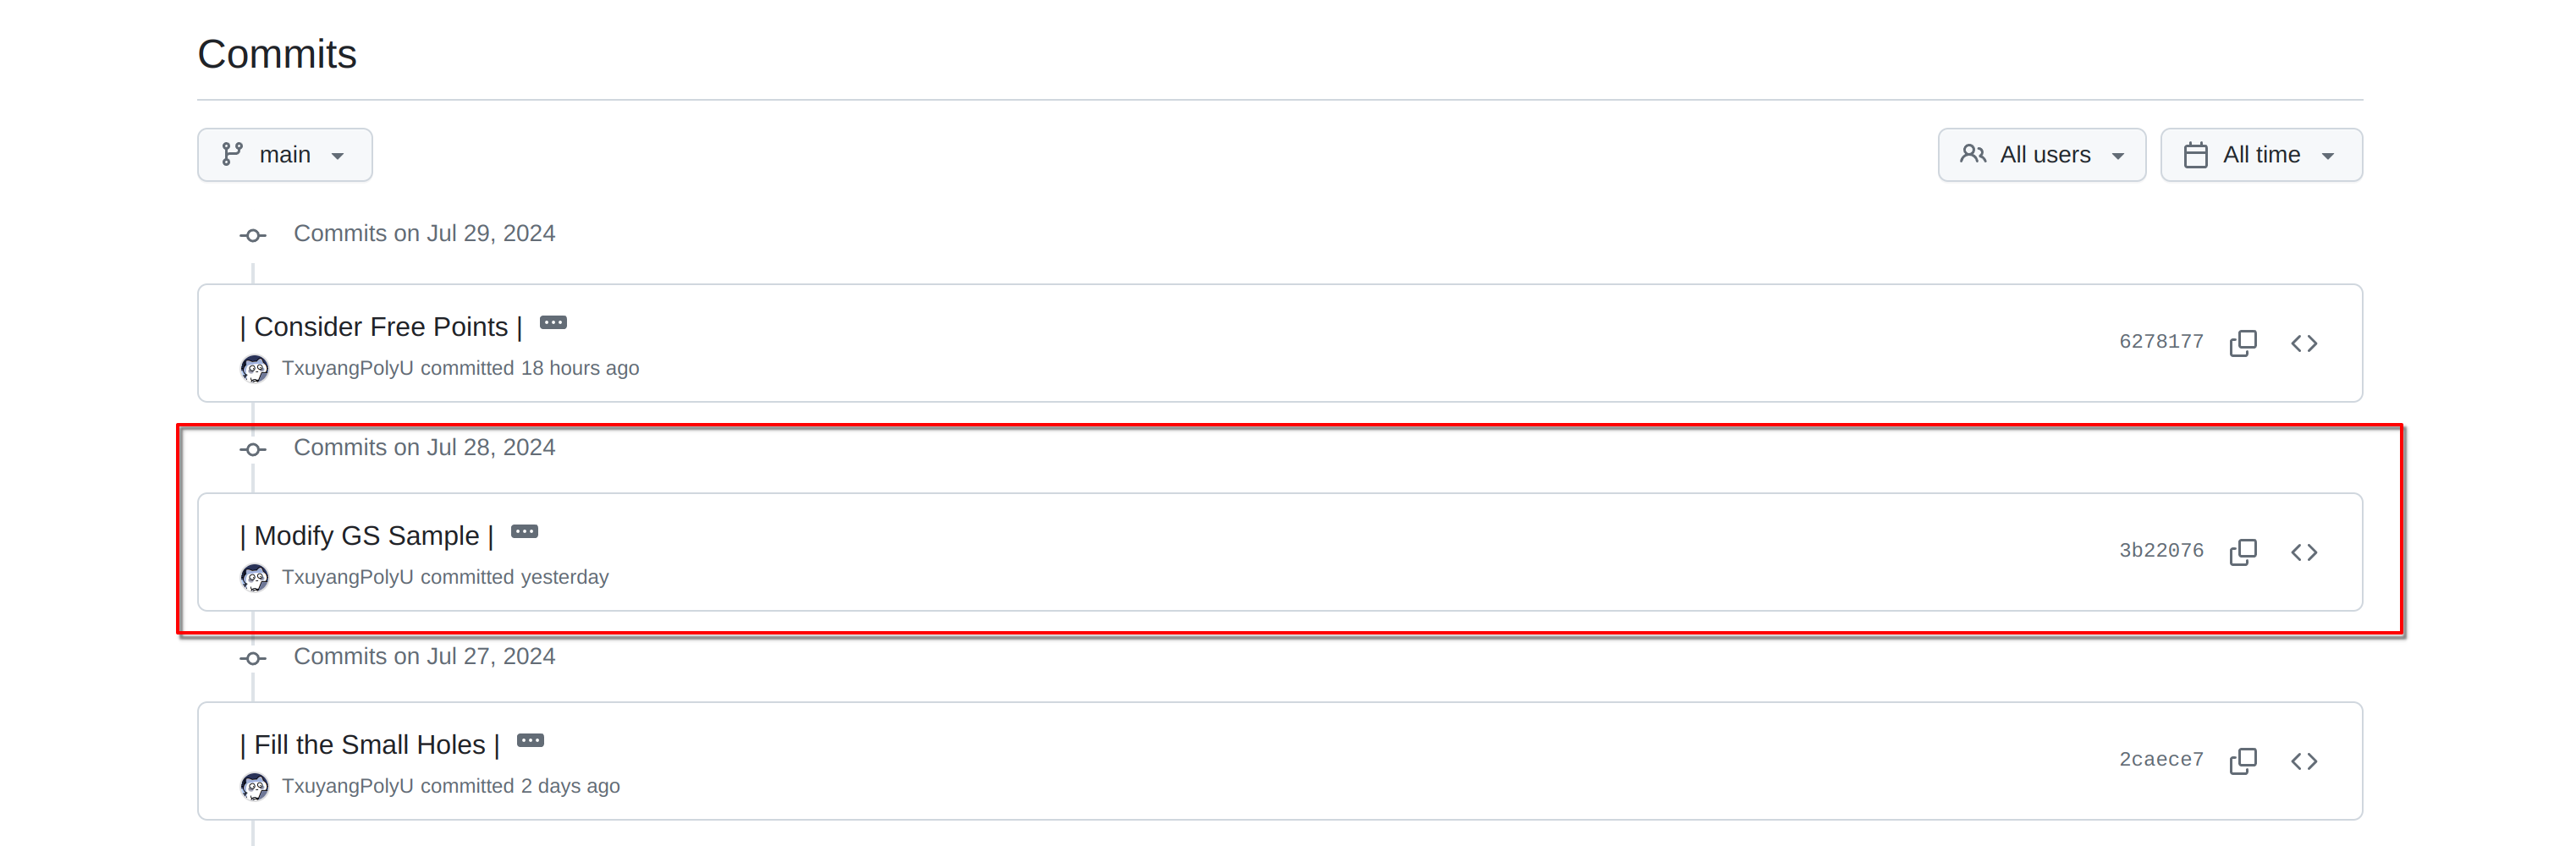 Commits
main
All users
All time
Commits on Jul 29, 2024
| Consider Free Points |
6278177
TxuyangPolyU committed 18 hours ago
Commits on Jul 28, 2024
| Modify GS Sample |
3b22076
TxuyangPolyU committed yesterday
Commits on Jul 27, 2024
| Fill the Small Holes |
2caece7
TxuyangPolyU committed 2 days ago